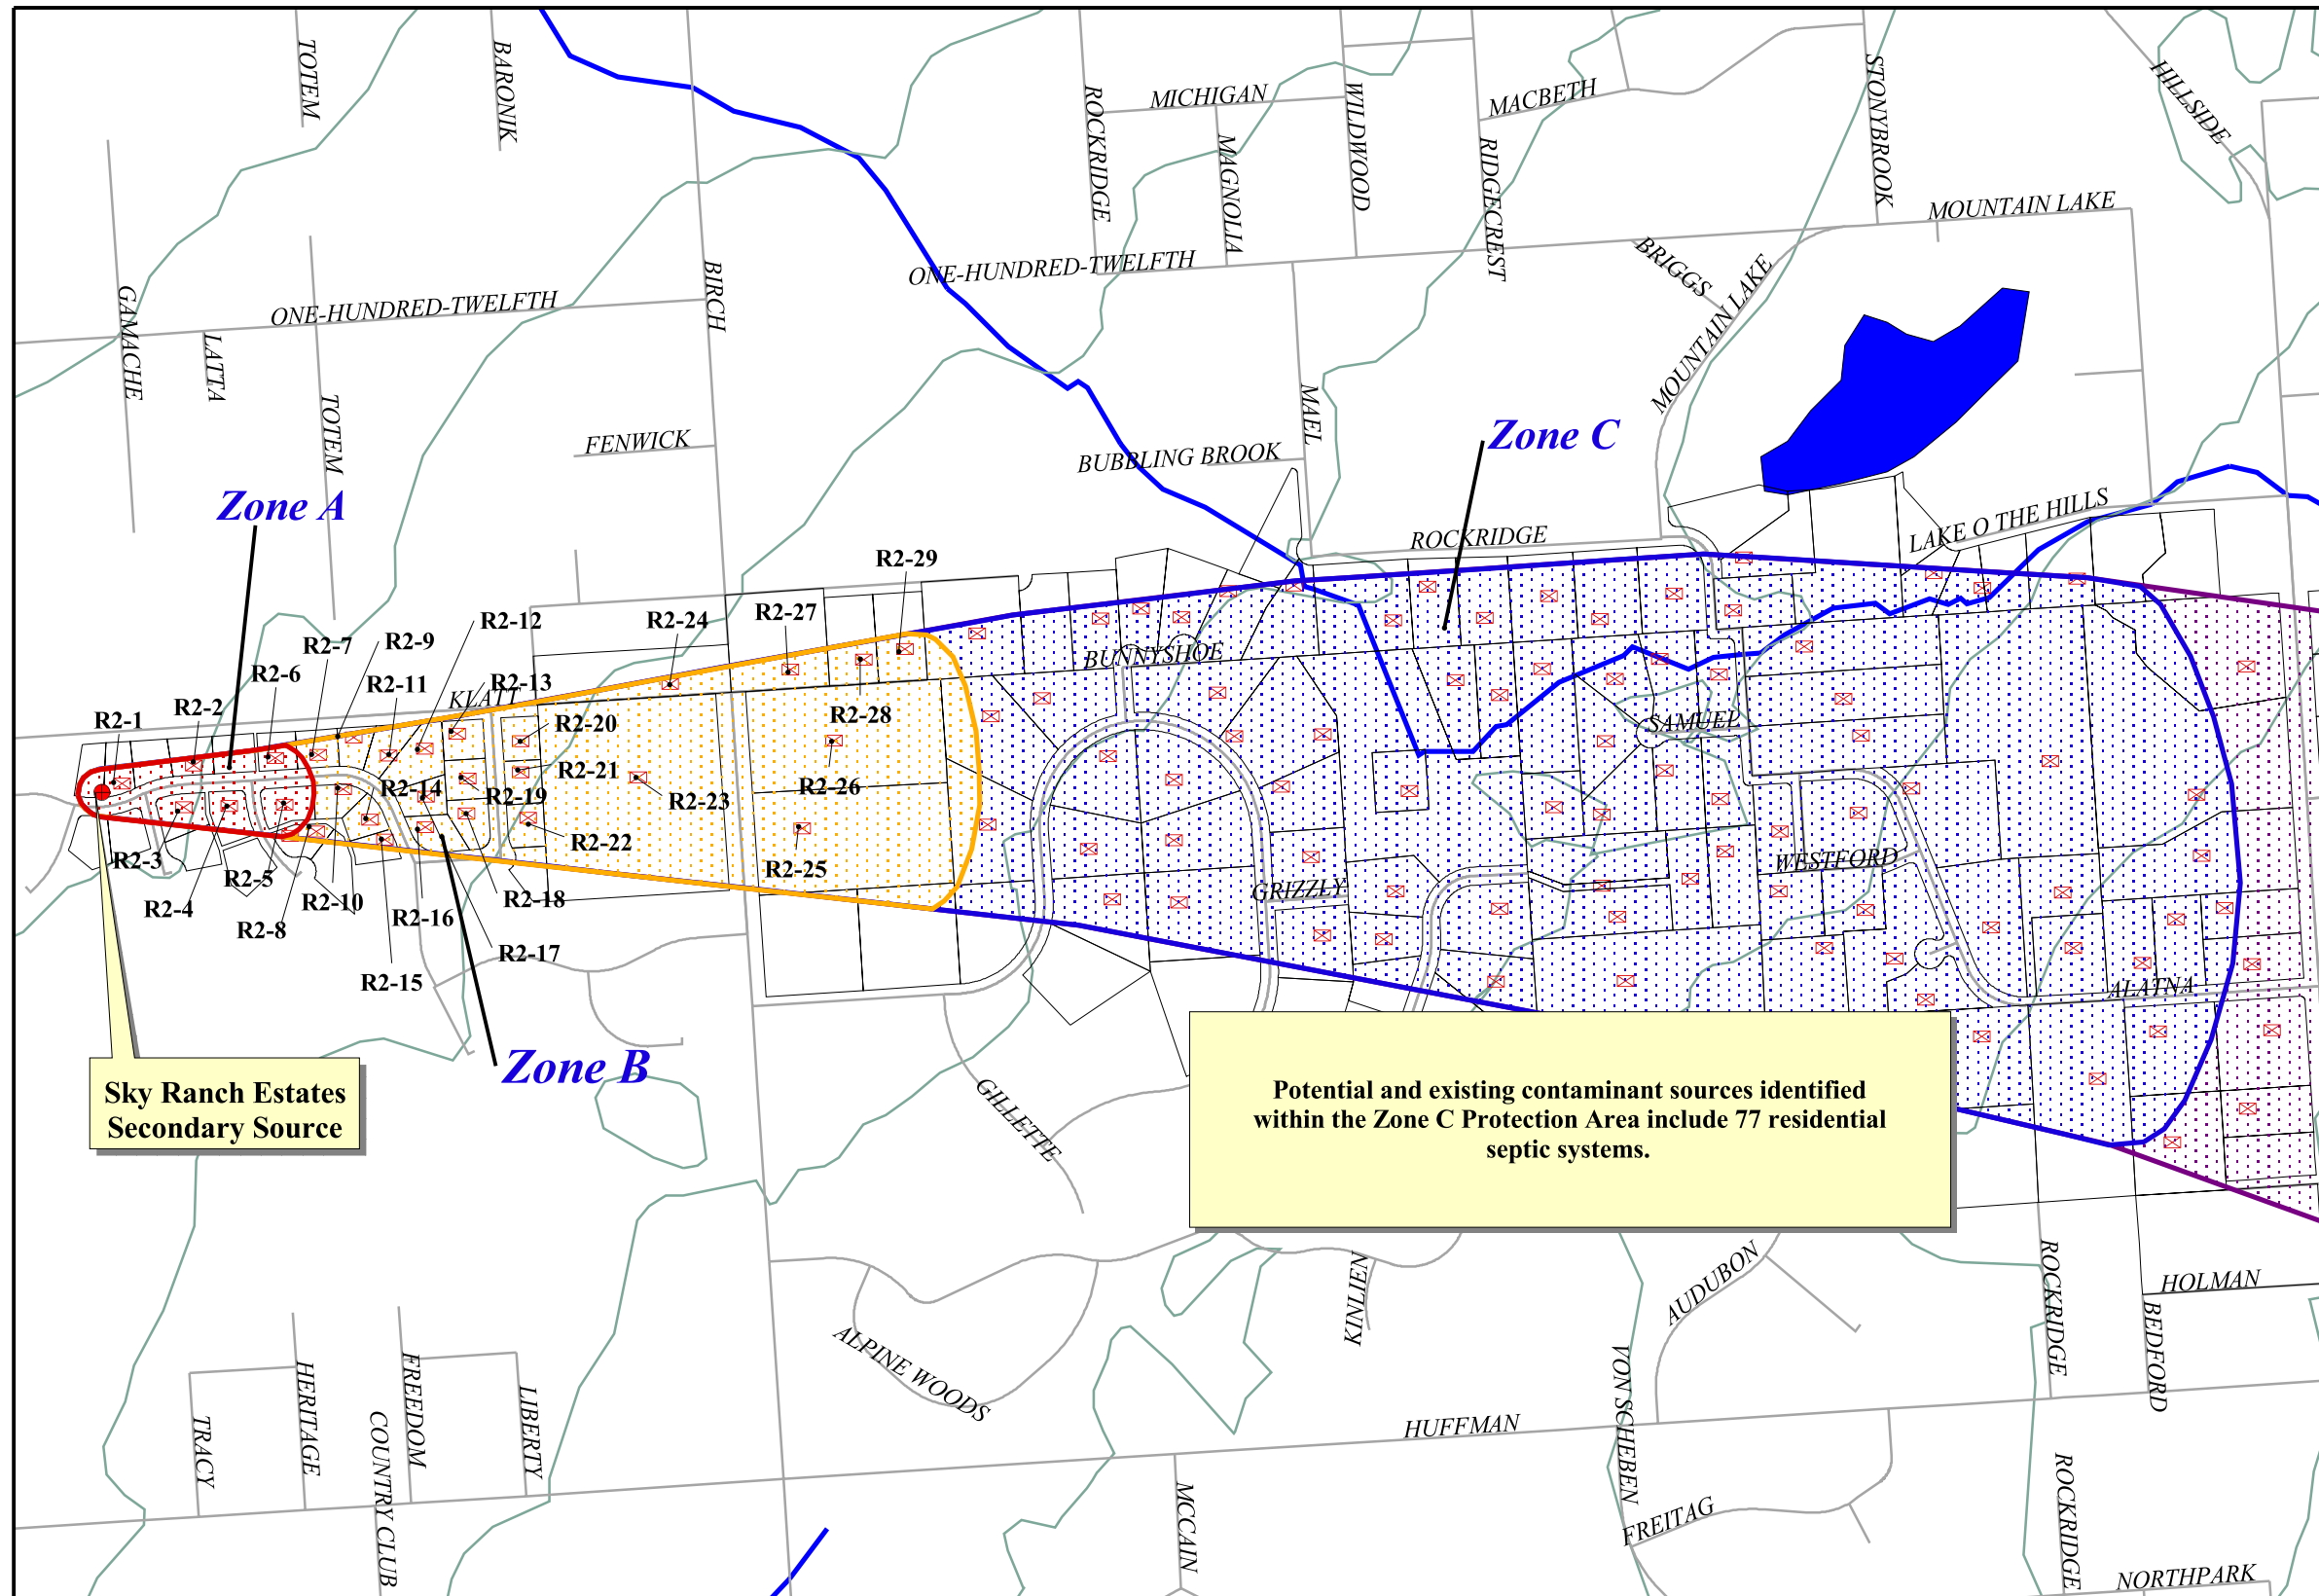 TOTEM
BARONIK
ROCKRIDGE
MICHIGAN
MAGNOLIA
WILDWOOD
MACBETH
RIDGECREST
STONYBROOK
HILLSIDE
MOUNTAIN LAKE
BRIGGS
MOUNTAIN LAKE
ONE-HUNDRED-TWELFTH
ONE-HUNDRED-TWELFTH
GAMACHE
LATTA
TOTEM
BIRCH
FENWICK
MAEL
BUBBLING BROOK
Zone C
Zone A
LAKE O THE HILLS
ROCKRIDGE
R2-29
R2-27
R2-24
R2-12
R2-9
R2-7
R2-6
R2-11
R2-13
KLATT
BUNNYSHOE
R2-2
R2-1
R2-20
R2-28
SAMUEL
R2-21
R2-14
R2-19
R2-26
R2-23
R2-22
R2-3
R2-5
R2-25
WESTFORD
GRIZZLY
R2-4
R2-10
R2-18
R2-16
R2-8
R2-17
R2-15
ALATNA
Zone B
Sky Ranch Estates
Secondary Source
GILLETTE
Potential and existing contaminant sources identified
within the Zone C Protection Area include 77 residential
septic systems.
KINLIEN
AUDUBON
ROCKRIDGE
HOLMAN
BEDFORD
ALPINE WOODS
VON SCHEBEN
HUFFMAN
TRACY
HERITAGE
FREEDOM
COUNTRY CLUB
LIBERTY
MCCAIN
FREITAG
ROCKRIDGE
NORTHPARK